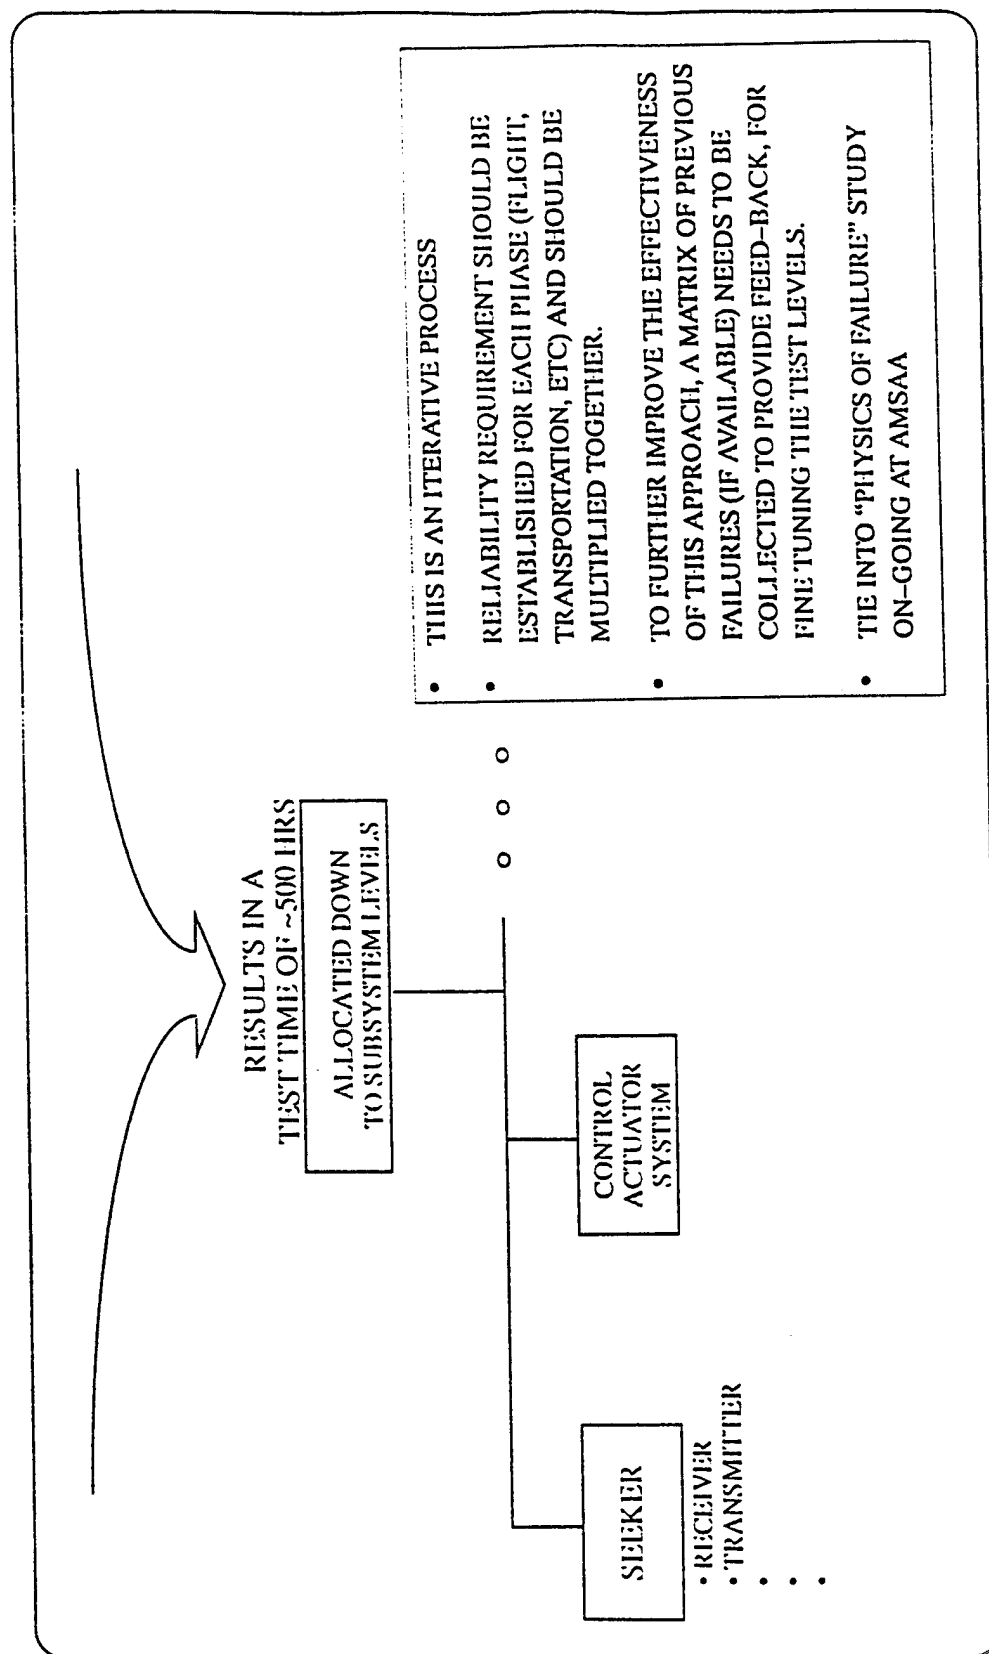 RESULTS IN A
TEST TIME OF ~500 HRS
ALLOCATED DOWN
TO SUBSYSTEM LEVELS
SEEKER
• RECEIVER
• TRANSMITTER
•
•
•
CONTROL
ACTUATOR
SYSTEM
• THIS IS AN ITERATIVE PROCESS
• RELIABILITY REQUIREMENT SHOULD BE
ESTABLISHED FOR EACH PHASE (FLIGHT,
TRANSPORTATION, ETC) AND SHOULD BE
MULTIPLIED TOGETHER.
• TO FURTHER IMPROVE THE EFFECTIVENESS
OF THIS APPROACH, A MATRIX OF PREVIOUS
FAILURES (IF AVAILABLE) NEEDS TO BE
COLLECTED TO PROVIDE FEED–BACK, FOR
FINE TUNING THE TEST LEVELS.
• TIE INTO “PHYSICS OF FAILURE” STUDY
ON–GOING AT AMSAA